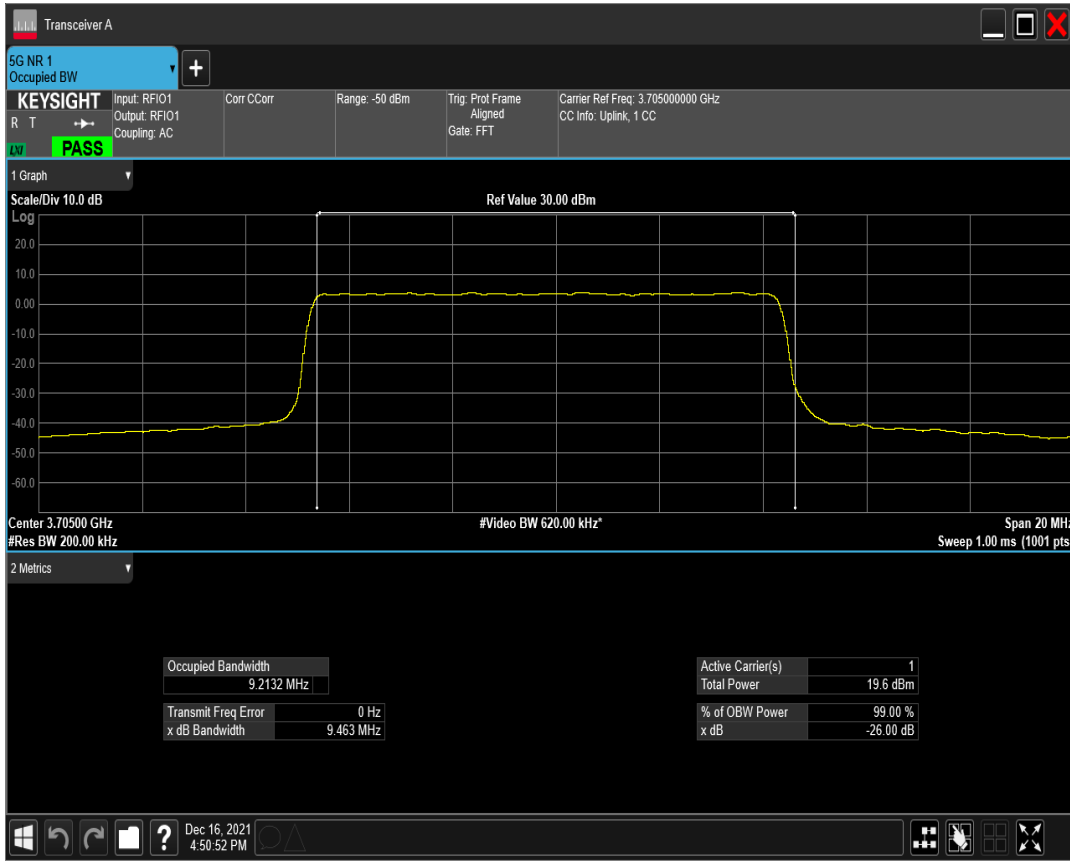 Transceiver A
5G NR 1
Occupied BW
KEYSIGHT
R T
LXI
PASS
Input: RFIO1
Output: RFIO1
Coupling: AC
Corr CCorr
Range: -50 dBm
Trig: Prot Frame
Aligned
Gate: FFT
Carrier Ref Freq: 3.705000000 GHz
CC Info: Uplink, 1 CC
1 Graph
Scale/Div 10.0 dB
Ref Value 30.00 dBm
Log
20.0
10.0
0.00
-10.0
-20.0
-30.0
-40.0
-50.0
-60.0
Center 3.70500 GHz
#Video BW 620.00 kHz*
Span 20 MHz
#Res BW 200.00 kHz
Sweep 1.00 ms (1001 pts
2 Metrics
Occupied Bandwidth
9.2132 MHz
Transmit Freq Error 0 Hz
x dB Bandwidth 9.463 MHz
Active Carrier(s) 1
Total Power 19.6 dBm
% of OBW Power 99.00 %
x dB -26.00 dB
?
Dec 16, 2021
4:50:52 PM